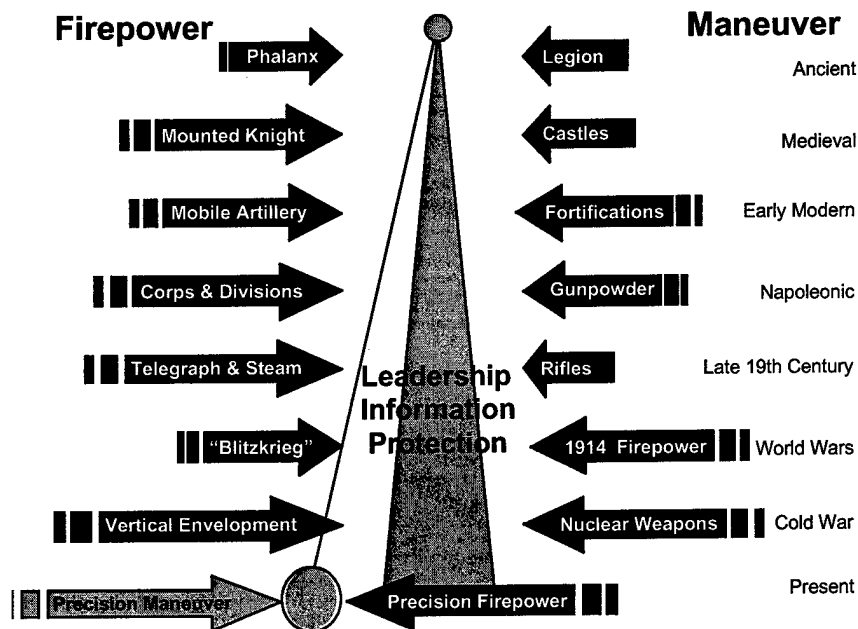 Firepower
Maneuver
Phalanx
Legion
Ancient
Mounted Knight
Castles
Medieval
Mobile Artillery
Fortifications
Early Modern
Corps & Divisions
Gunpowder
Napoleonic
Telegraph & Steam
Rifles
Late 19th Century
Leadership
Information
Protection
"Blitzkrieg"
1914 Firepower
World Wars
Vertical Envelopment
Nuclear Weapons
Cold War
Precision Maneuver
Precision Firepower
Present